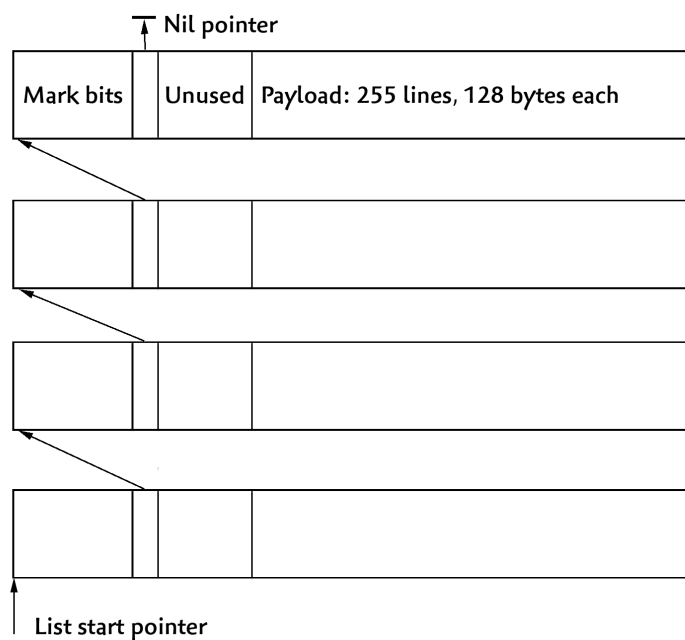 Nil pointer
Mark bits Unused Payload: 255 lines, 128 bytes each
List start pointer